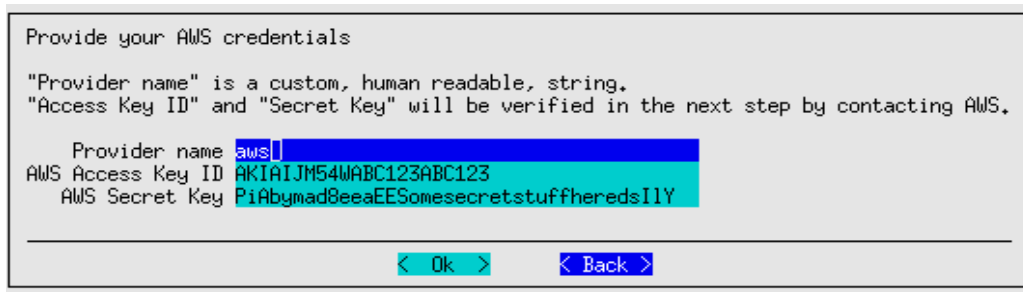 Provide your AWS credentials
"Provider name" is a custom, human readable, string.
"Access Key ID" and "Secret Key" will be verified in the next step by contacting AWS.
Provider name aws
AWS Access Key ID AKIAIJM54WABC123ABC123
AWS Secret Key PiAbymad8eeaEESomesecretstuffheredsIlY
< Ok > < Back >